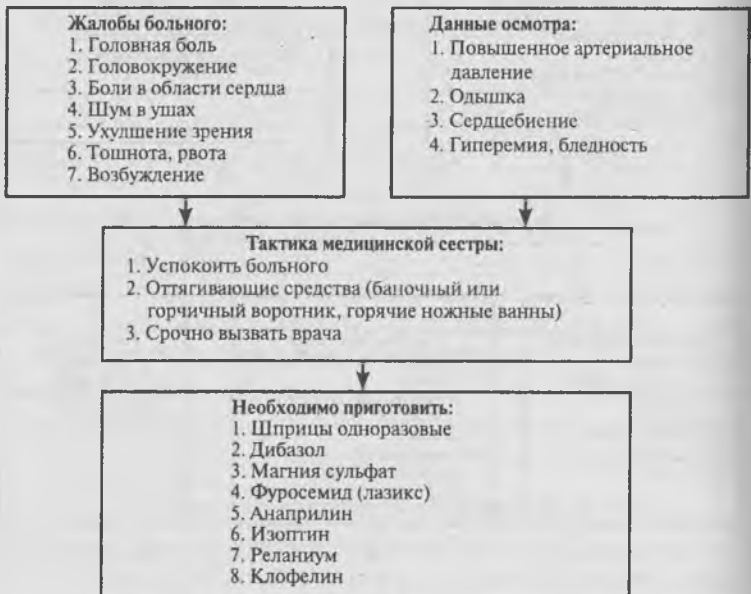 Жалобы больного:
1. Головная боль
2. Головокружение
3. Боли в области сердца
4. Шум в ушах
5. Ухудшение зрения
6. Тошнота, рвота
7. Возбуждение
Данные осмотра:
1. Повышенное артериальное
давление
2. Одышка
3. Сердцебиение
4. Гиперемия, бледность
Тактика медицинской сестры:
1. Успокоить больного
2. Оттягивающие средства (баночный или
горчичный воротник, горячие ножные ванны)
3. Срочно вызвать врача
Необходимо приготовить:
1. Шприцы одноразовые
2. Дибазол
3. Магния сульфат
4. Фуросемид (лазикс)
5. Анаприлин
6. Изоптин
7. Реланиум
8. Клофелин